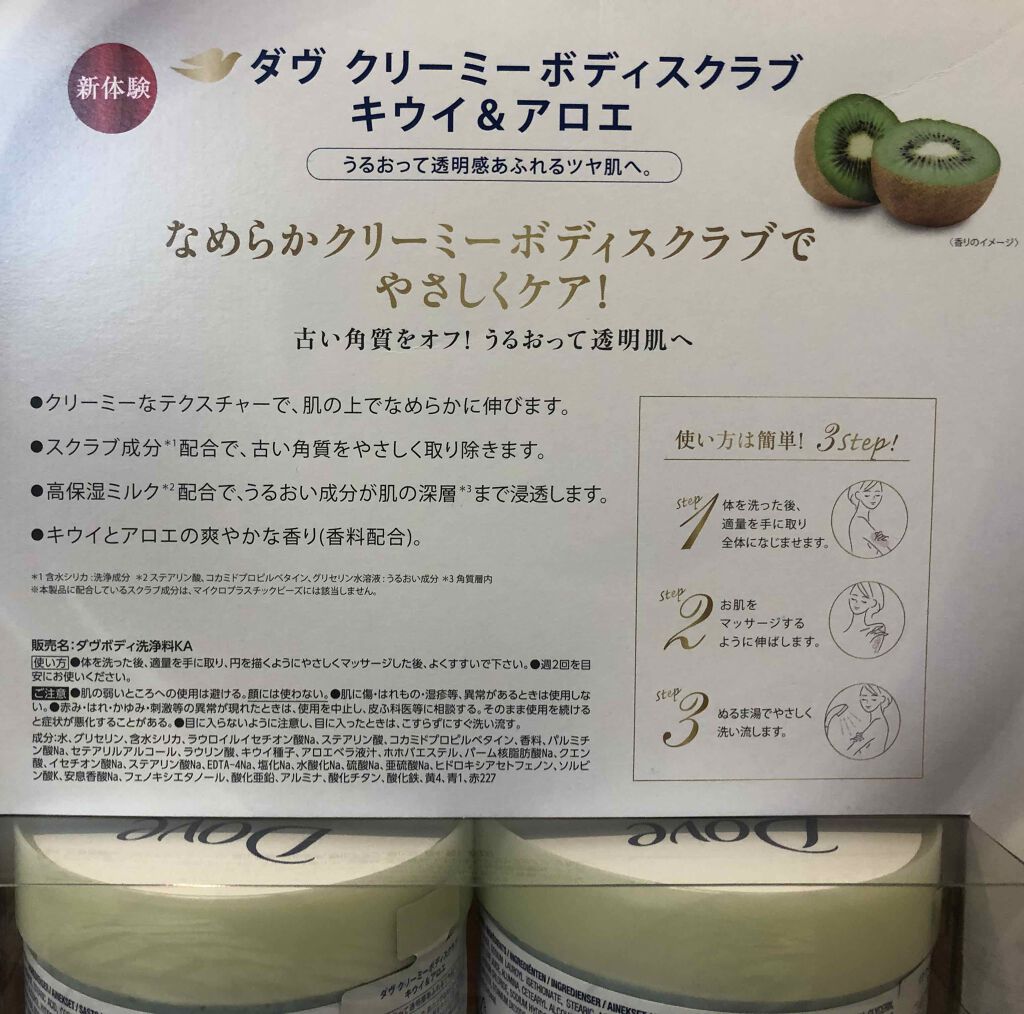 新体験
ダヴ クリーミーボディスクラブ
キウイ&アロエ
うるおって透明感あふれるツヤ肌へ。
〈香りのイメージ〉
なめらかクリーミーボディスクラブで
やさしくケア!
古い角質をオフ! うるおって透明肌へ
●クリーミーなテクスチャーで、肌の上でなめらかに伸びます。
●スクラブ成分*1配合で、古い角質をやさしく取り除きます。
●高保湿ミルク*2配合で、うるおい成分が肌の深層*3まで浸透します。
●キウイとアロエの爽やかな香り(香料配合)。
*1 含水シリカ:洗浄成分 *2 ステアリン酸、コカミドプロピルベタイン、グリセリン水溶液:うるおい成分 *3 角質層内
※本製品に配合しているスクラブ成分は、マイクロプラスチックビーズには該当しません。
使い方は簡単! 3step!
step 1
体を洗った後、
適量を手に取り
全体になじませます。
step 2
お肌を
マッサージする
ように伸ばします。
step 3
ぬるま湯でやさしく
洗い流します。
販売名:ダヴボディ洗浄料KA
使い方 ●体を洗った後、適量を手に取り、円を描くようにやさしくマッサージした後、よくすすいで下さい。●週2回を目
安にお使いください。
ご注意 ●肌の弱いところへの使用は避ける。顔には使わない。●肌に傷・はれもの・湿疹等、異常があるときは使用しな
い。●赤み・はれ・かゆみ・刺激等の異常が現れたときは、使用を中止し、皮ふ科医等に相談する。そのまま使用を続ける
と症状が悪化することがある。●目に入らないように注意し、目に入ったときは、こすらずにすぐ洗い流す。
成分:水、グリセリン、含水シリカ、ラウロイルイセチオン酸Na、ステアリン酸、コカミドプロピルベタイン、香料、パルミチ
ン酸Na、セテアリルアルコール、ラウリン酸、キウイ種子、アロエベラ液汁、ホホバエステル、パーム核脂肪酸Na、クエン
酸、イセチオン酸Na、ステアリン酸Na、EDTA-4Na、塩化Na、水酸化Na、硫酸Na、亜硫酸Na、ヒドロキシアセトフェノン、ソルビ
ン酸K、安息香酸Na、フェノキシエタノール、酸化亜鉛、アルミナ、酸化チタン、酸化鉄、黄4、青1、赤227
Dove
Dove
ダヴ クリーミーボディスクラブ
キウイ&アロエ
INGREDIENTS/INGREDIËNTEN/INGREDIENSER/AINEKSET